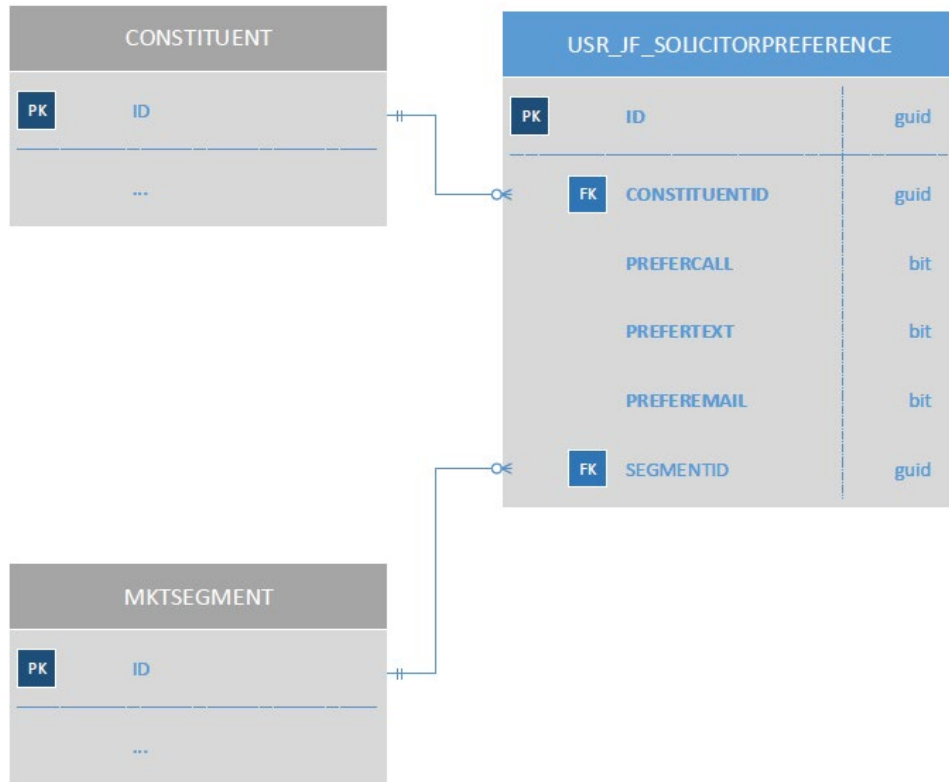 CONSTITUENT
PK ID
...
USR_JF_SOLICITORPREFERENCE
PK ID guid
FK CONSTITUENTID guid
PREFERCALL bit
PREFERTEXT bit
PREFEREMAIL bit
FK SEGMENTID guid
MKTSEGMENT
PK ID
...